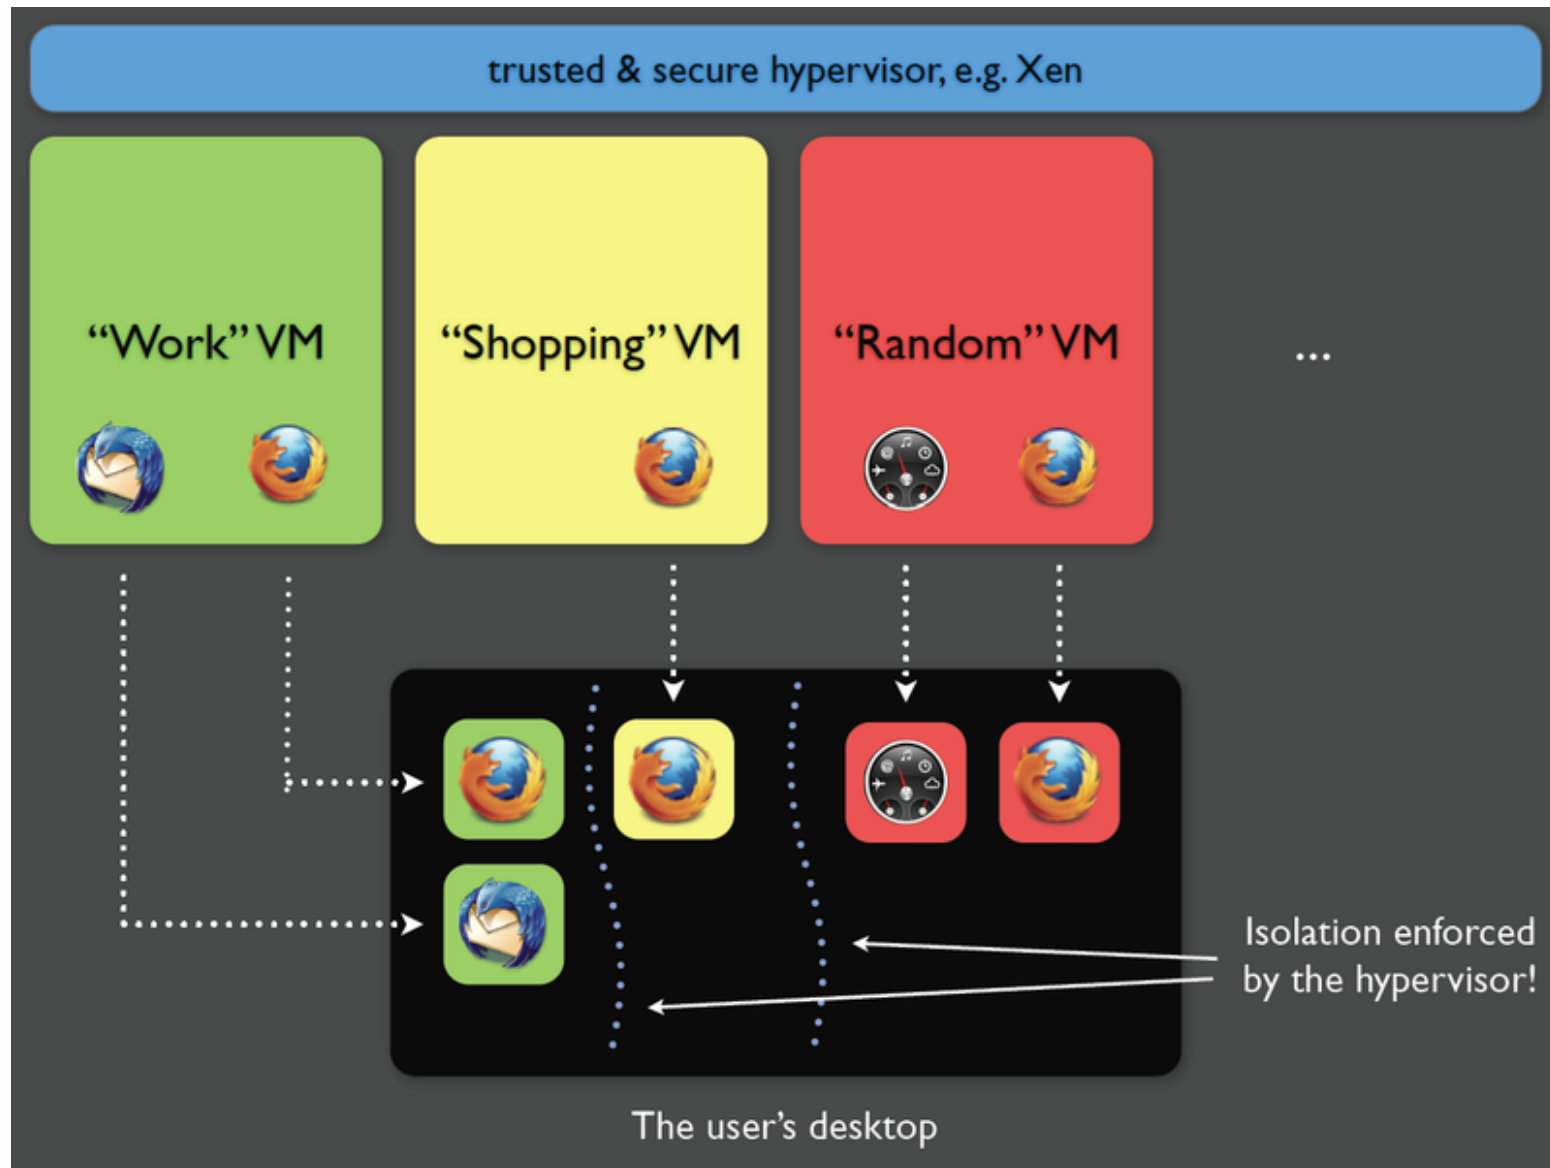 trusted & secure hypervisor, e.g. Xen
“Work” VM
“Shopping” VM
“Random” VM
...
Isolation enforced
by the hypervisor!
The user’s desktop